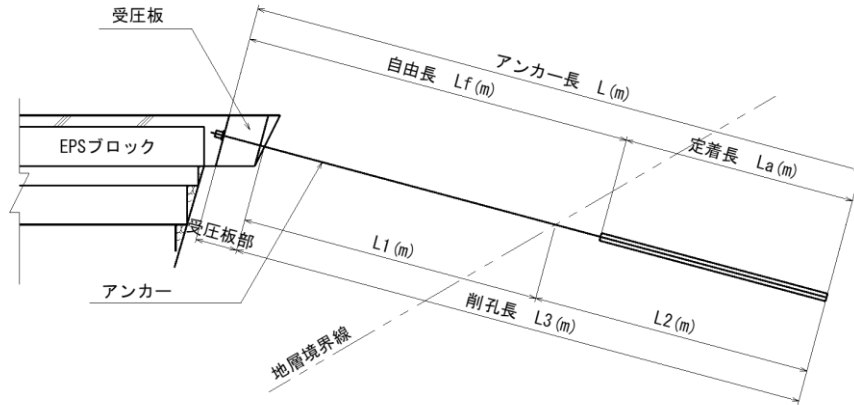 受圧板
アンカー長 L(m)
自由長 Lf(m)
定着長 La(m)
EPSブロック
受圧板部
L1(m)
アンカー
削孔長 L3(m)
L2(m)
地層境界線